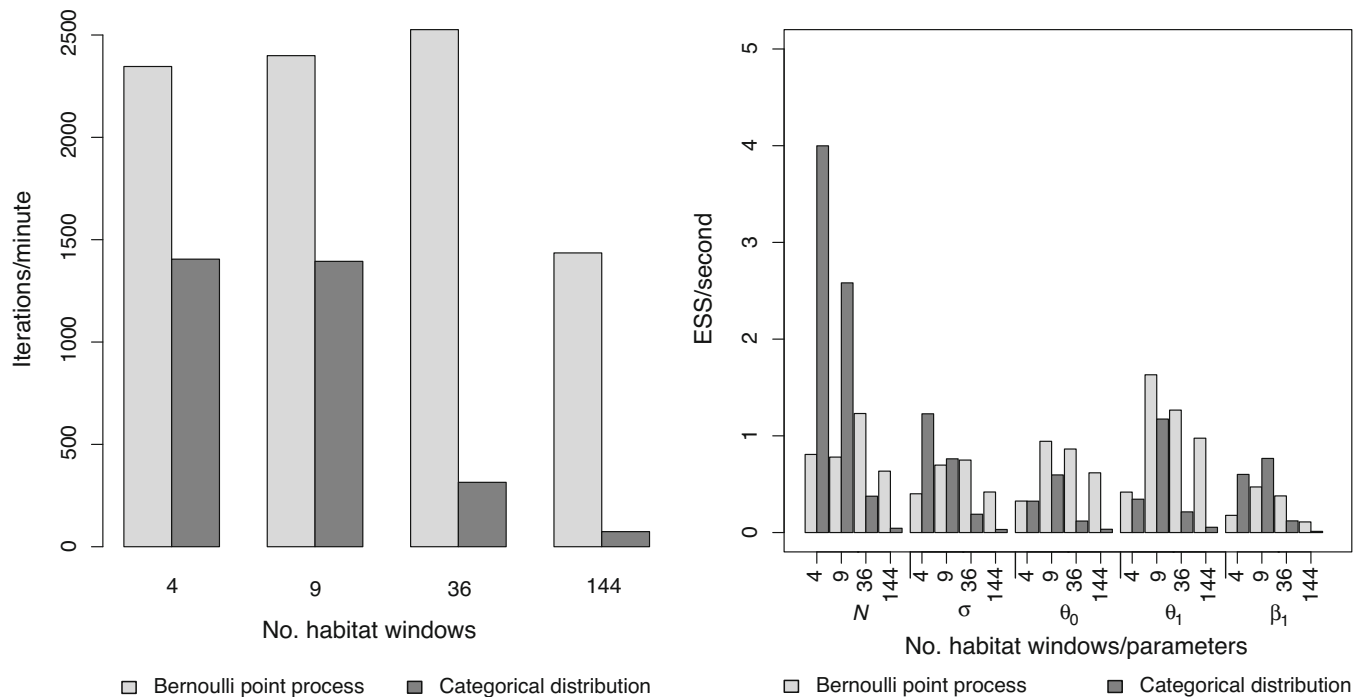 2500
2000
1500
1000
500
0
Iterations/minute
4 9 36 144
No. habitat windows
Bernoulli point process Categorical distribution
5
4
3
2
1
0
ESS/second
4 9 36 144 4 9 36 144 4 9 36 144 4 9 36 144 4 9 36 144
N σ θ0 θ1 β1
No. habitat windows/parameters
Bernoulli point process Categorical distribution